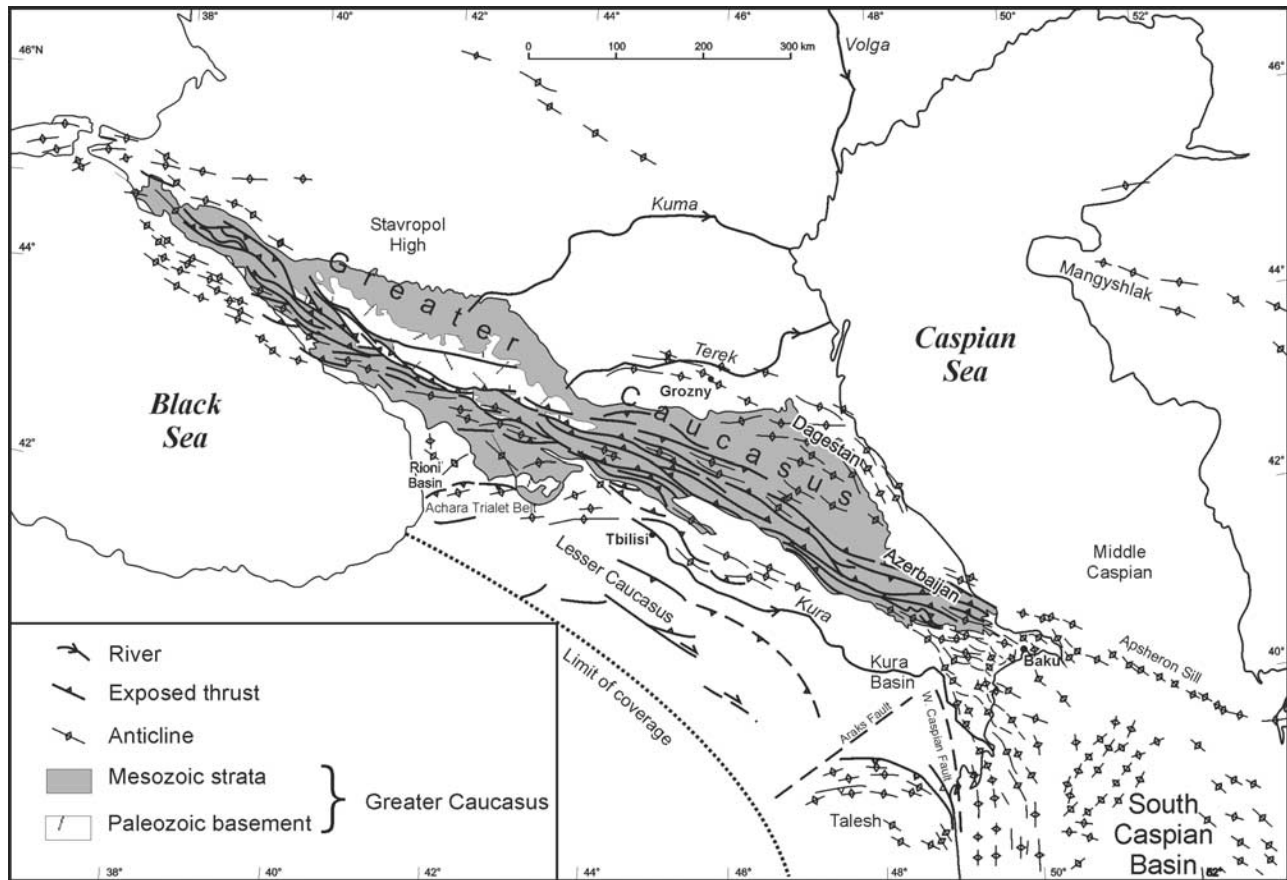 38°
40°
42°
44°
46°
48°
50°
52°
46°N
46°
0 100 200 300 km
Volga
Kuma
Stavropol
High
44°
44°
Mangyshlak
Greater
Caucasus
Terek
Grozny
Caspian
Sea
Black
Sea
Dagestan
42°
42°
Rioni
Basin
Achara Trialet Belt
Tbilisi
Lesser Caucasus
Kura
Azerbaijan
Middle
Caspian
Limit of coverage
Kura
Basin
Baku
Apsheron Sill
40°
Araks Fault
W. Caspian Fault
Talesh
South
Caspian
Basin
River
Exposed thrust
Anticline
Mesozoic strata
Paleozoic basement
Greater Caucasus
38°
40°
42°
44°
46°
48°
50°